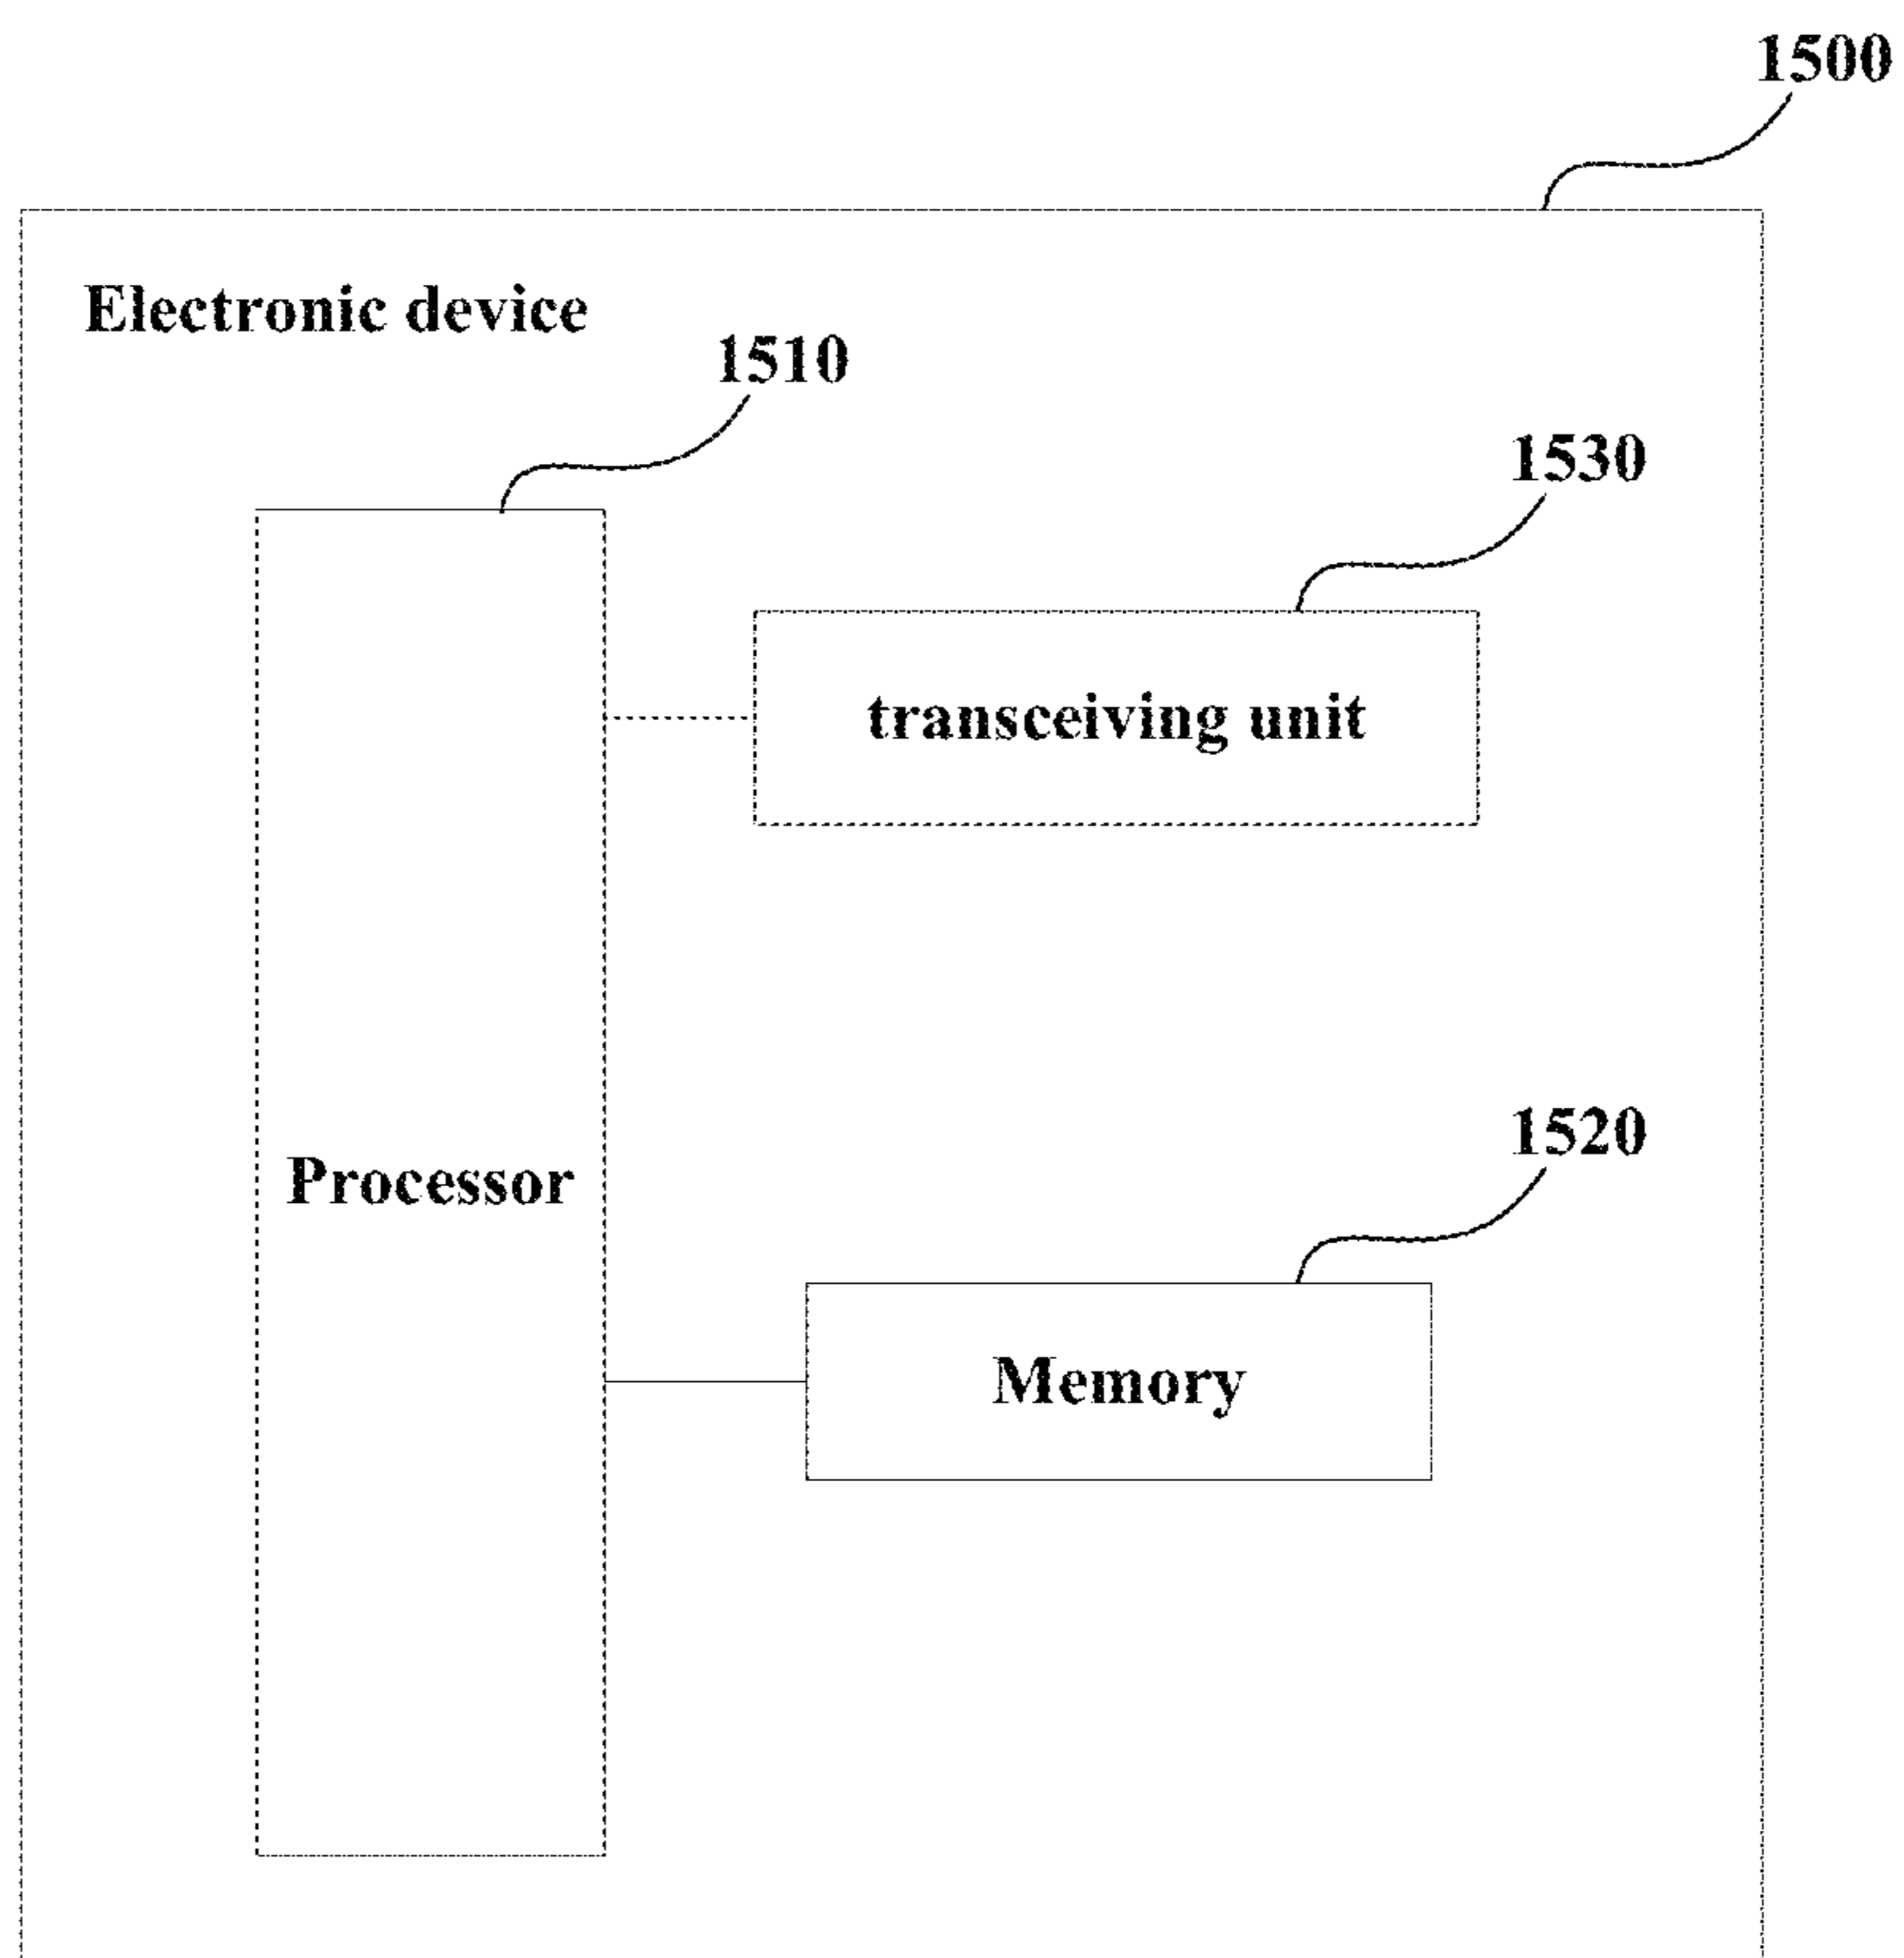 1500
Electronic device
1510
1530
transceiving unit
1520
Processor
Memory